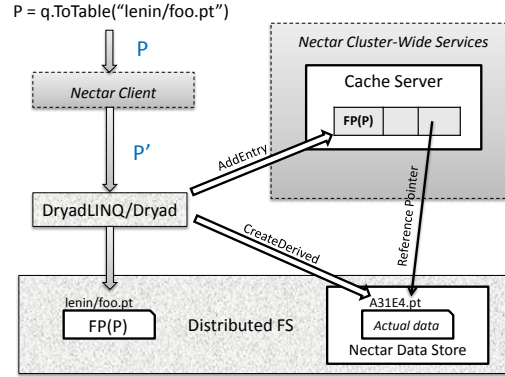 P = q.ToTable(“lenin/foo.pt”)
P
Nectar Client
P’
DryadLINQ/Dryad
Nectar Cluster-Wide Services
Cache Server
FP(P)
AddEntry
CreateDerived
Reference Pointer
lenin/foo.pt
FP(P)
Distributed FS
A31E4.pt
Actual data
Nectar Data Store